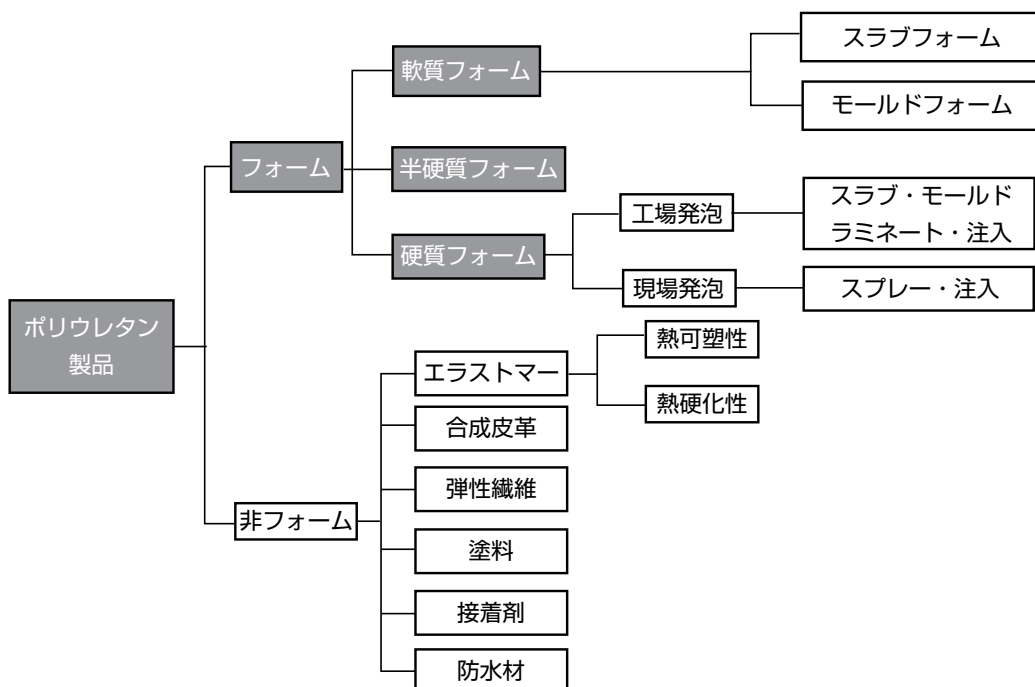 ポリウレタン
製品
フォーム
軟質フォーム
スラブフォーム
モールドフォーム
半硬質フォーム
硬質フォーム
工場発泡
スラブ・モールド
ラミネート・注入
現場発泡
スプレー・注入
非フォーム
エラストマー
熱可塑性
熱硬化性
合成皮革
弾性繊維
塗料
接着剤
防水材